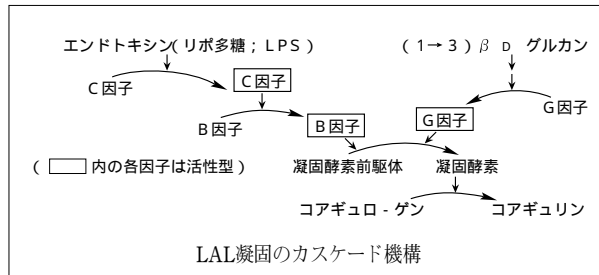 エンドトキシン(リポ多糖；LPS)
(1→3)β D グルカン
C因子
C因子
G因子
B因子
B因子
G因子
( 内の各因子は活性型)
凝固酵素前駆体
凝固酵素
コアギュロ-ゲン
コアギュリン
LAL凝固のカスケード機構